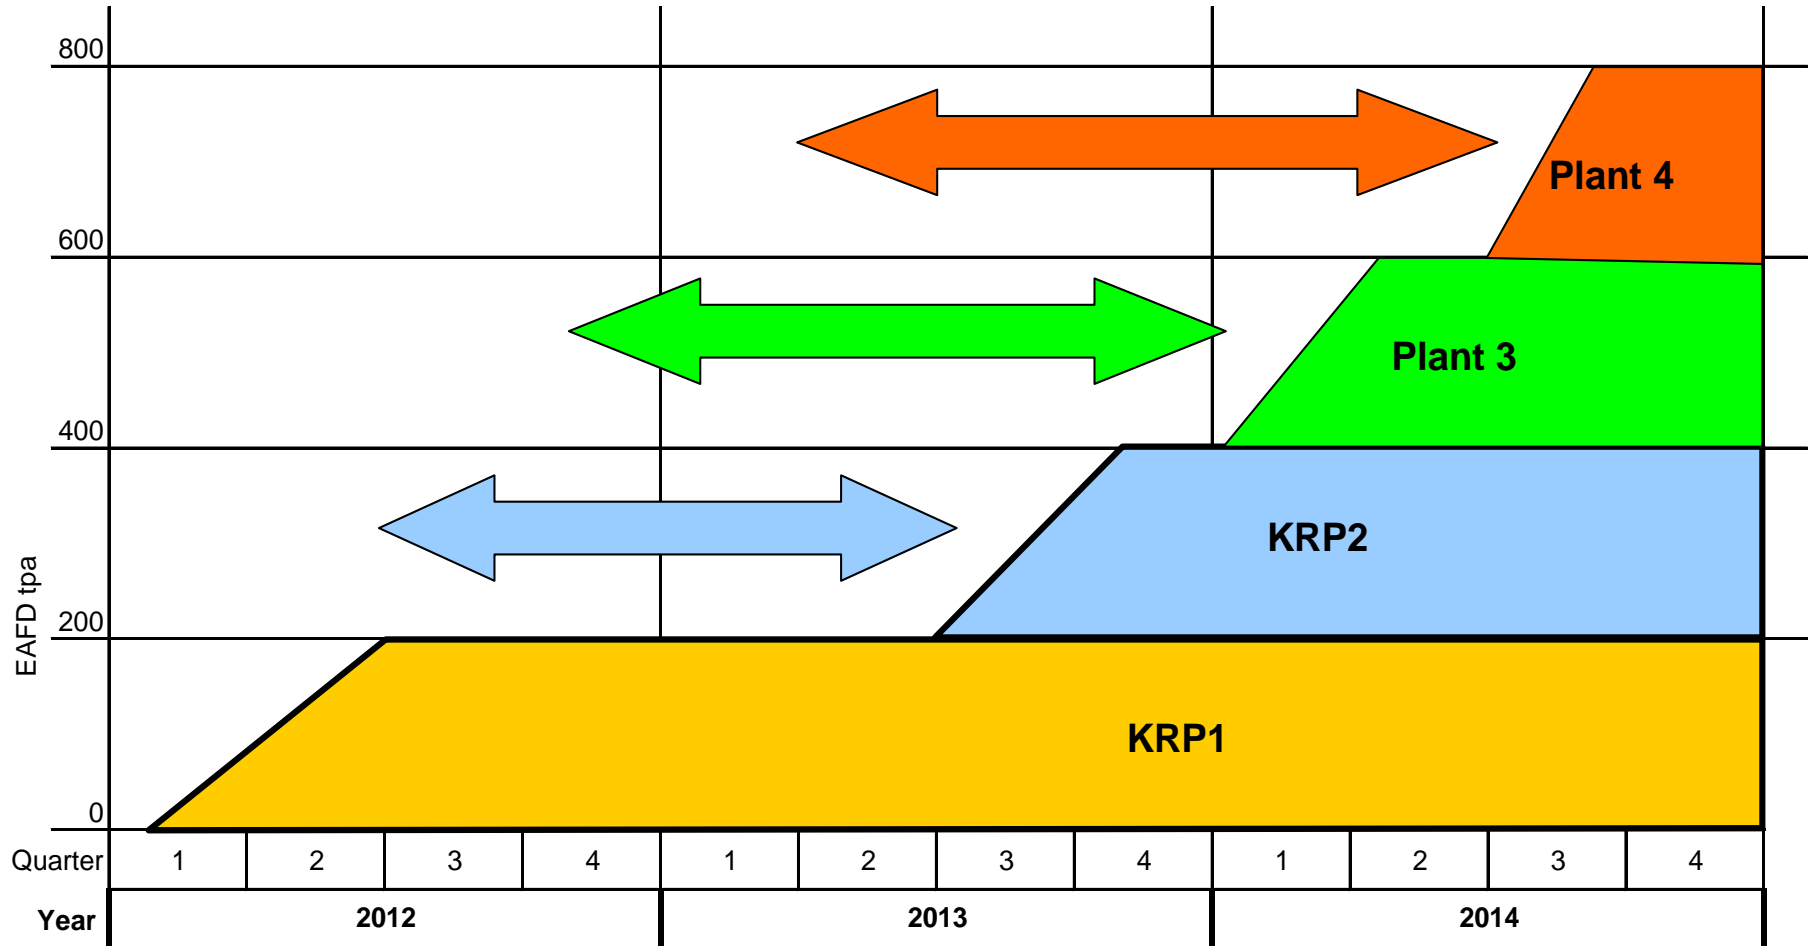 800
Plant 4
600
Plant 3
400
KRP2
EAFD tpa
200
KRP1
0
Quarter 1 2 3 4 1 2 3 4 1 2 3 4
Year 2012 2013 2014